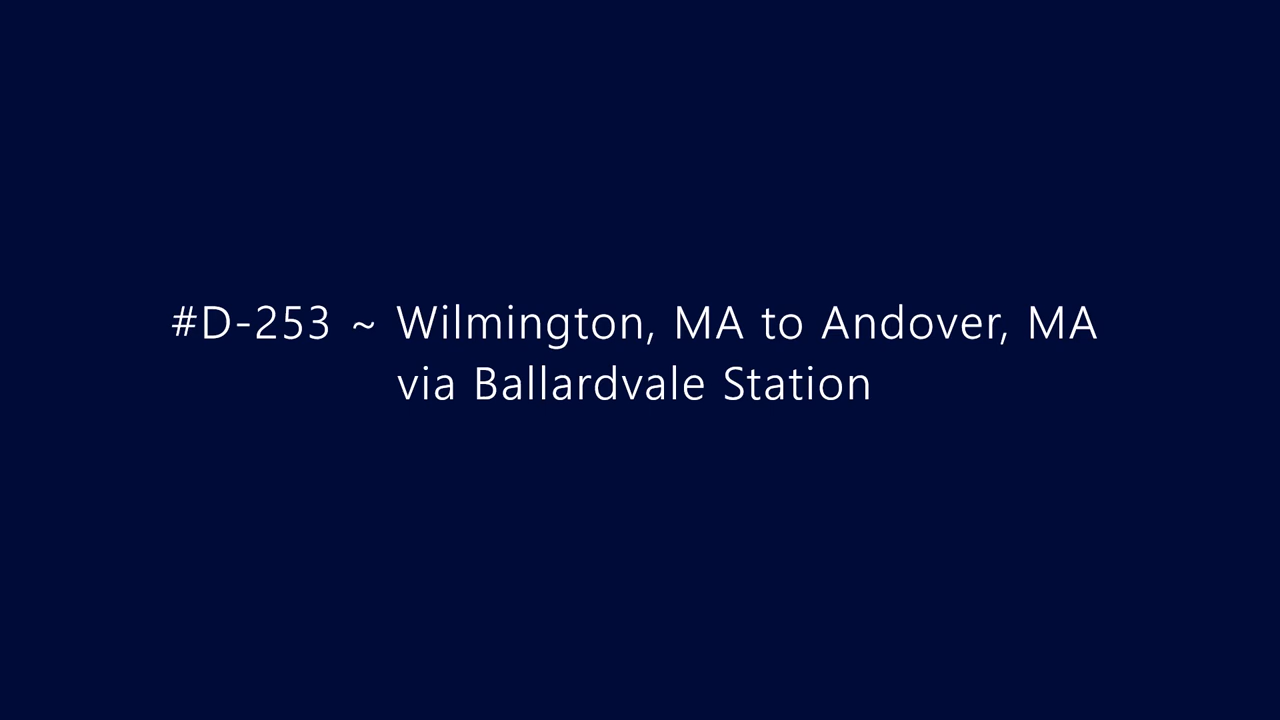 #D-253 ~ Wilmington, MA to Andover, MA
via Ballardvale Station